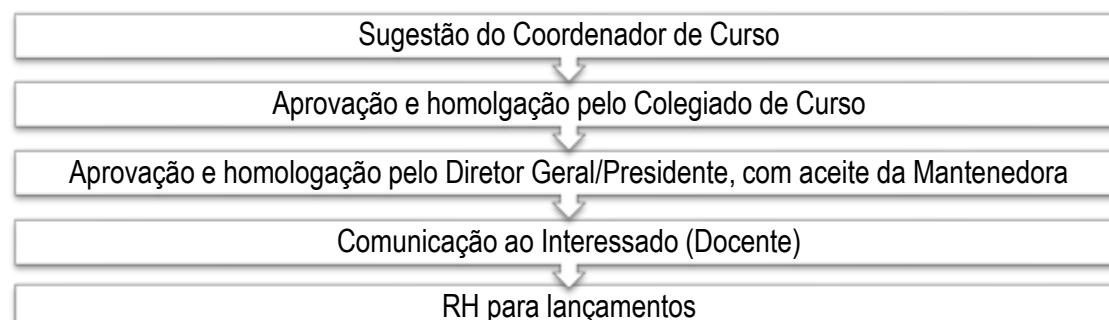 Sugestão do Coordenador de Curso
Aprovação e homolgação pelo Colegiado de Curso
Aprovação e homologação pelo Diretor Geral/Presidente, com aceite da Mantenedora
Comunicação ao Interessado (Docente)
RH para lançamentos